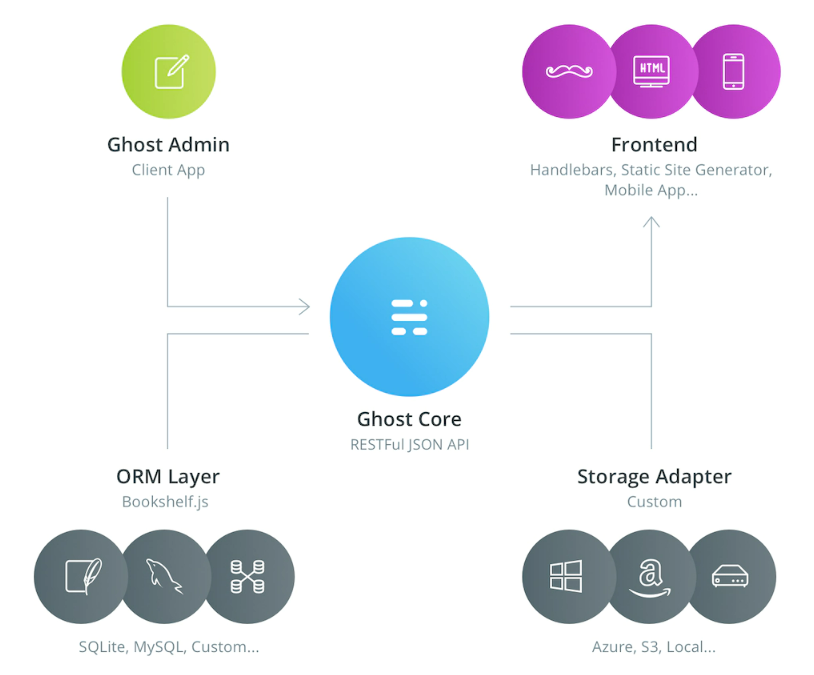 Ghost Admin
Client App
HTML
Frontend
Handlebars, Static Site Generator,
Mobile App...
Ghost Core
RESTFul JSON API
ORM Layer
Bookshelf.js
SQLite, MySQL, Custom...
Storage Adapter
Custom
a
Azure, S3, Local...